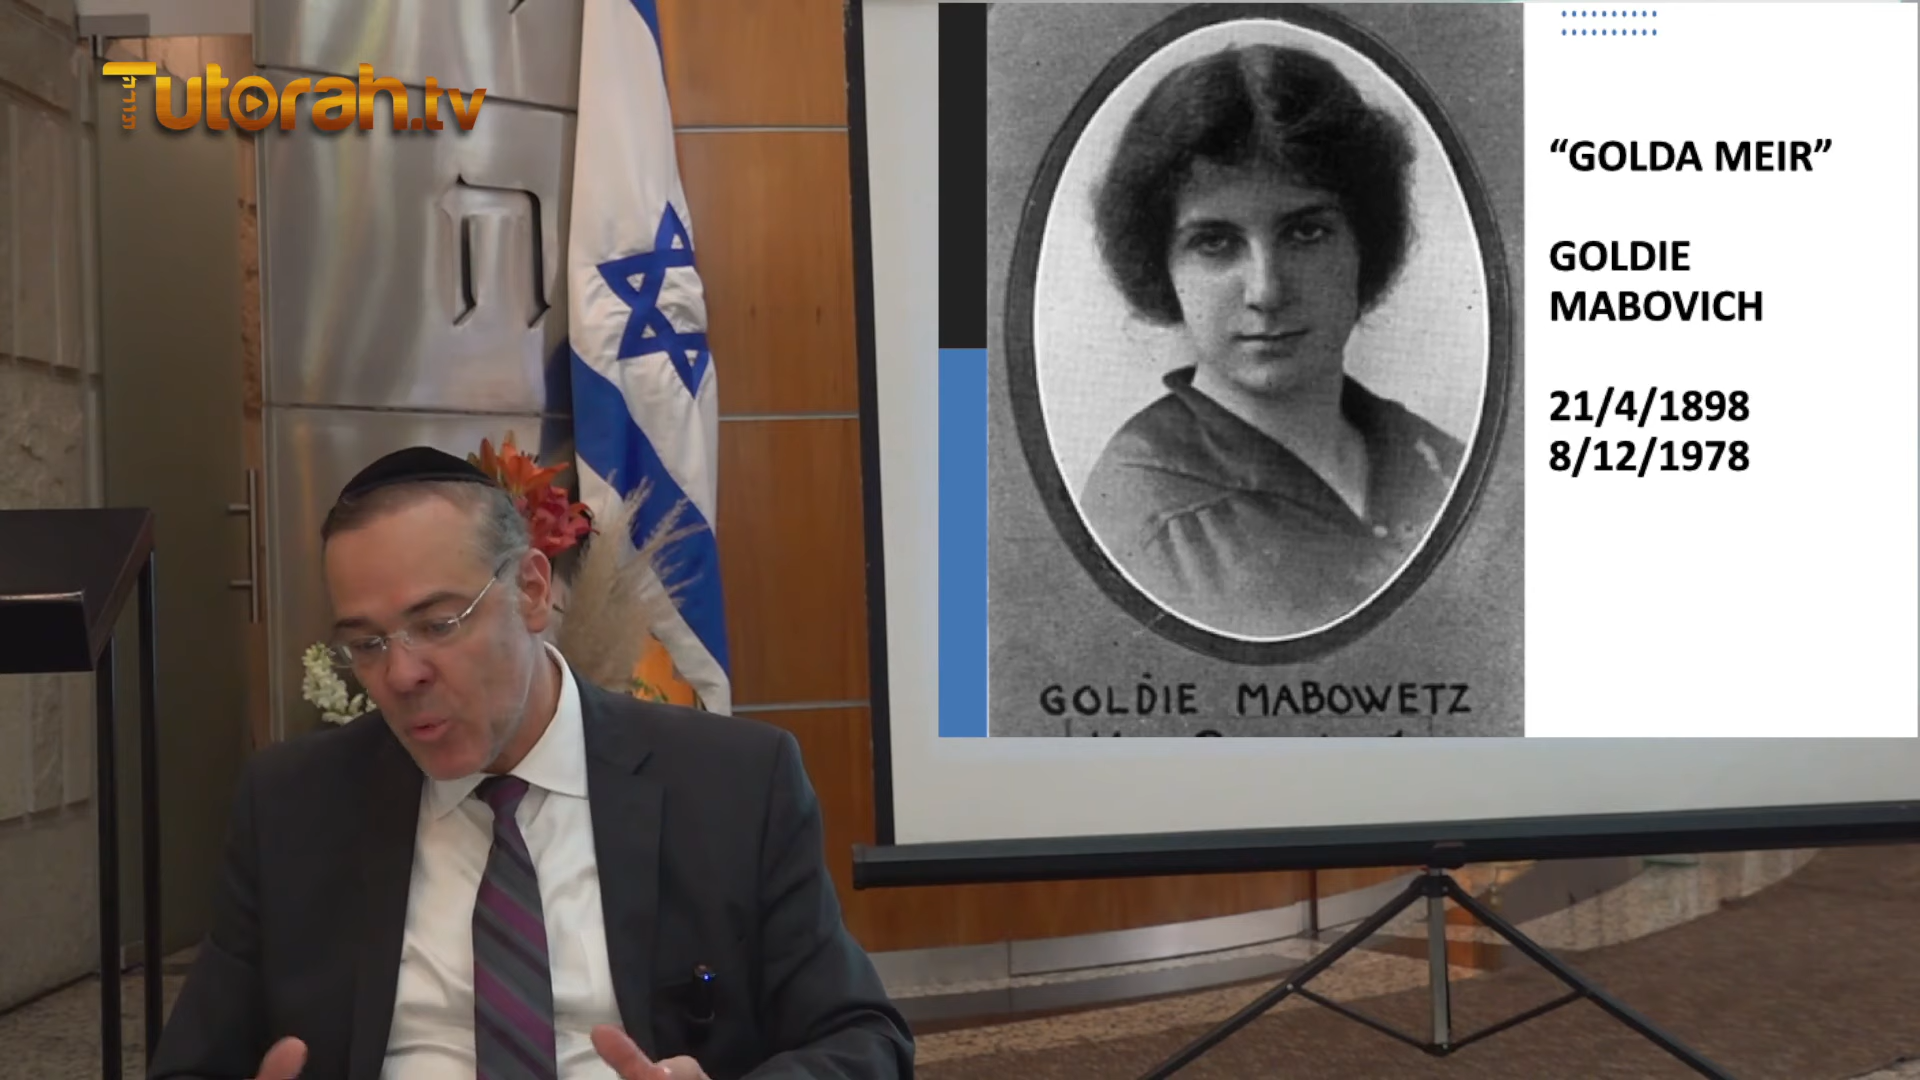 Tutorah.tv
ח
“GOLDA MEIR”
GOLDIE
MABOVICH
21/4/1898
8/12/1978
GOLDIE MABOWETZ